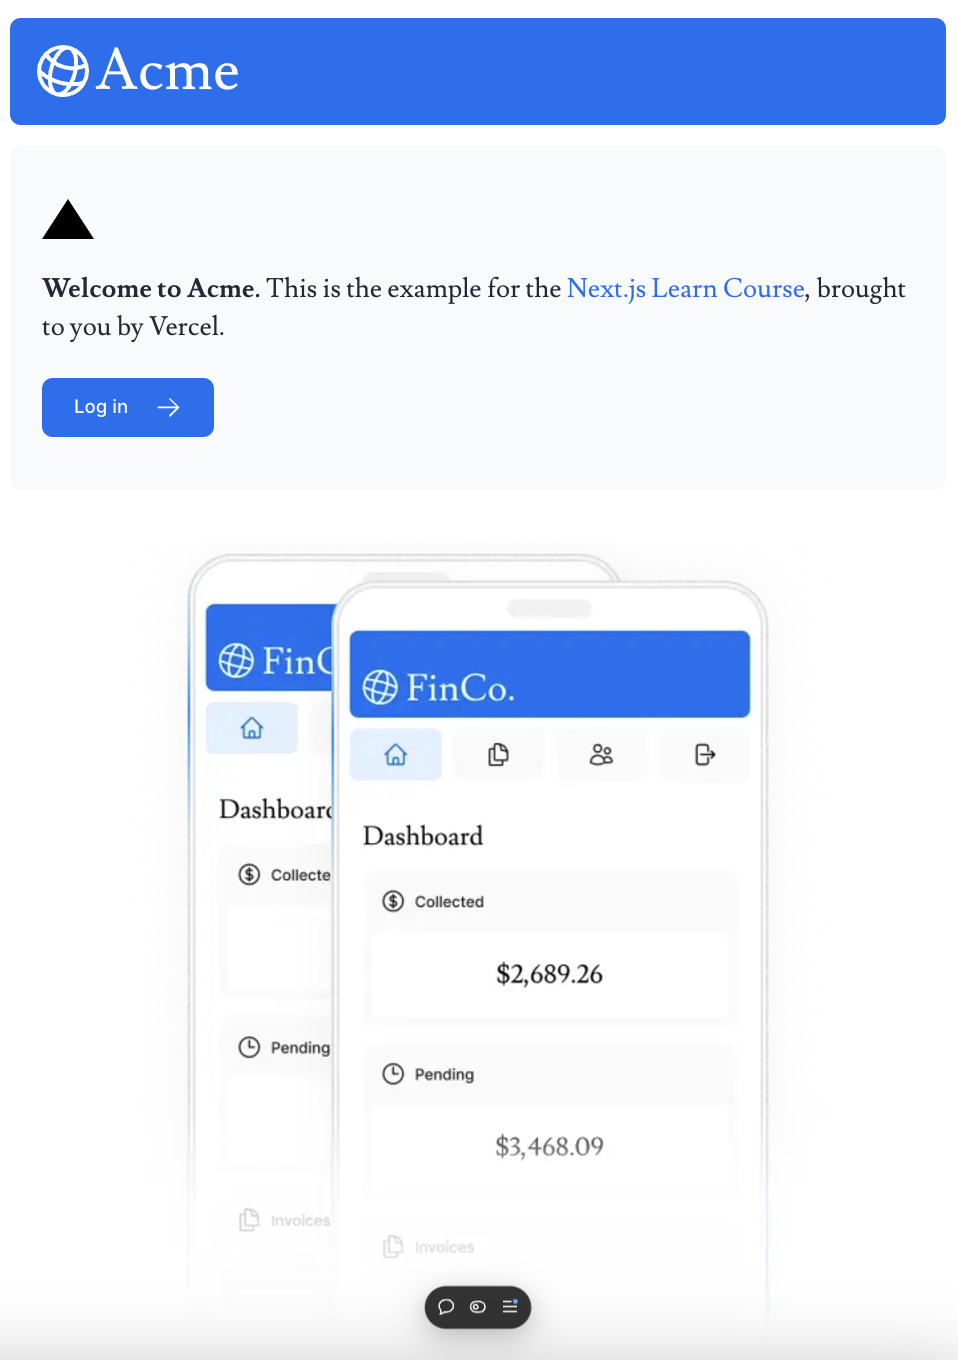 Acme
Welcome to Acme. This is the example for the Next.js Learn Course, brought
to you by Vercel.
Log in
FinC
Dashboard
Collecte
Pending
Invoices
FinCo.
Dashboard
Collected
$2,689.26
Pending
$3,468.09
Invoices